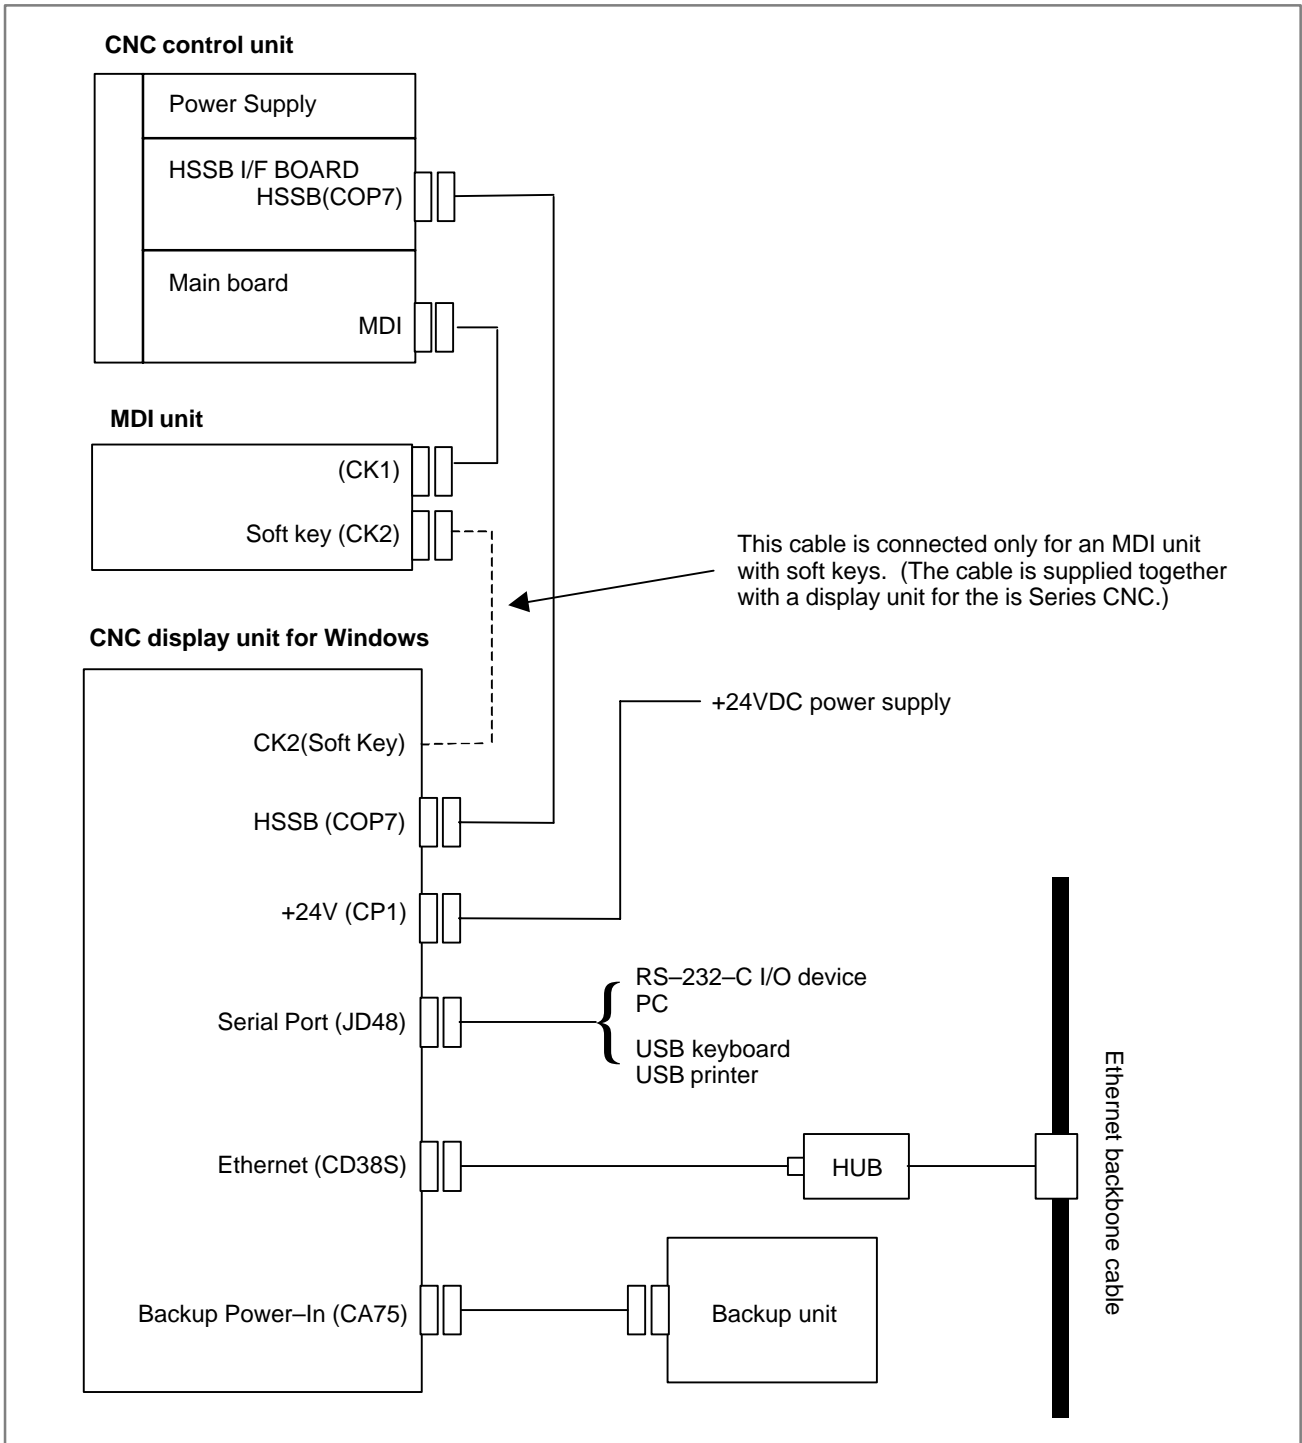 CNC control unit
Power Supply
HSSB I/F BOARD
HSSB(COP7)
Main board
MDI
MDI unit
(CK1)
Soft key (CK2)
This cable is connected only for an MDI unit
with soft keys.  (The cable is supplied together
with a display unit for the is Series CNC.)
CNC display unit for Windows
+24VDC power supply
CK2(Soft Key)
HSSB (COP7)
+24V (CP1)
RS–232–C I/O device
PC
Serial Port (JD48)
USB keyboard
USB printer
Ethernet (CD38S)
HUB
Ethernet backbone cable
Backup Power–In (CA75)
Backup unit